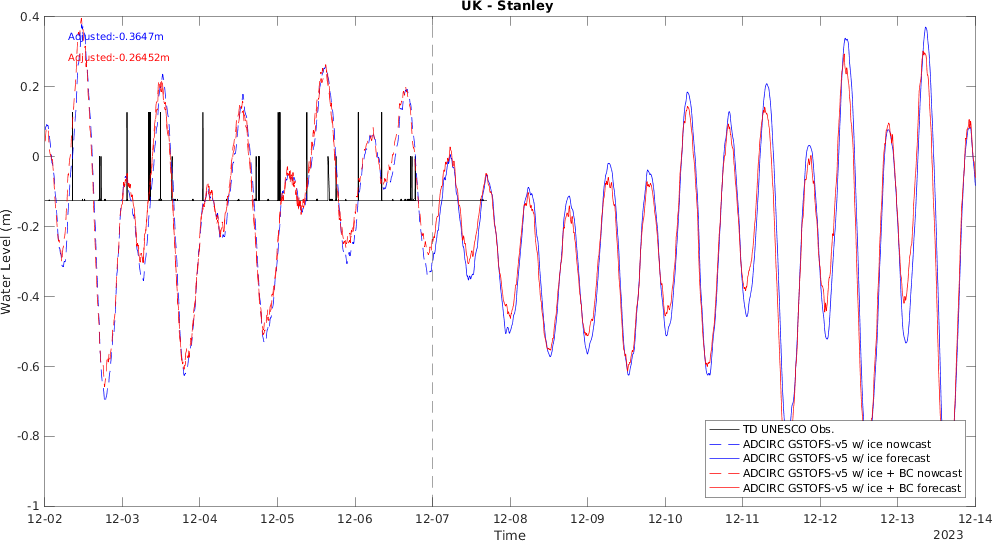 UK - Stanley
Adjusted:-0.3647m
Adjusted:-0.26452m
0.4
0.2
0
-0.2
-0.4
-0.6
-0.8
-1
Water Level (m)
TD UNESCO Obs.
ADCIRC GSTOFS-v5 w/ ice nowcast
ADCIRC GSTOFS-v5 w/ ice forecast
ADCIRC GSTOFS-v5 w/ ice + BC nowcast
ADCIRC GSTOFS-v5 w/ ice + BC forecast
12-02 12-03 12-04 12-05 12-06 12-07 12-08 12-09 12-10 12-11 12-12 12-13 12-14
Time
2023